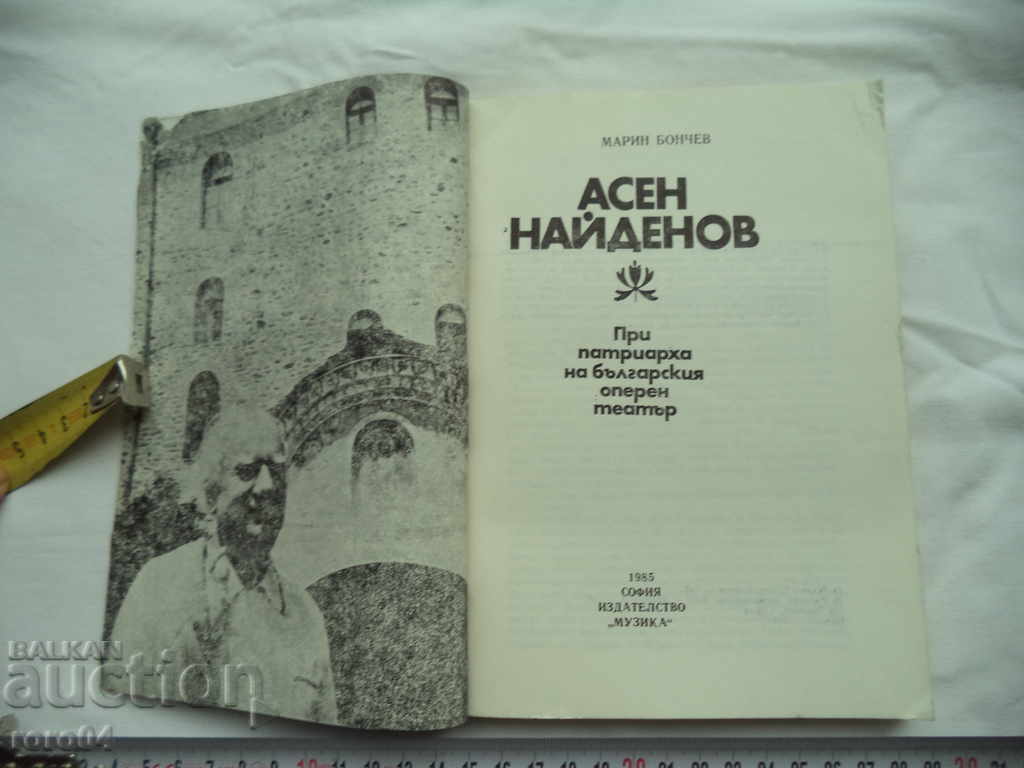 МАРИН БОНЧЕВ
АСЕН
НАЙДЕНОВ
При
патриарха
на българския
оперен
театър
1985
СОФИЯ
ИЗДАТЕЛСТВО
„МУЗИКА“
BALKAN
auction
roro04